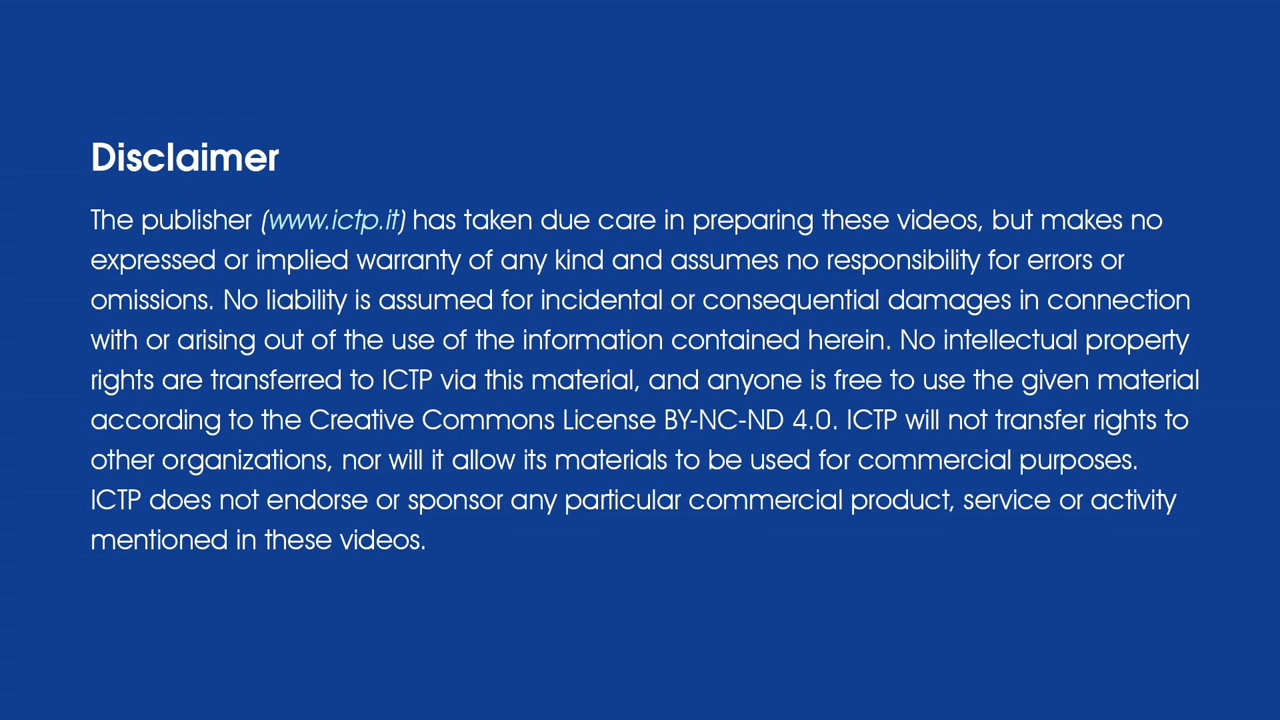 Disclaimer
The publisher (www.ictp.it) has taken due care in preparing these videos, but makes no
expressed or implied warranty of any kind and assumes no responsibility for errors or
omissions. No liability is assumed for incidental or consequential damages in connection
with or arising out of the use of the information contained herein. No intellectual property
rights are transferred to ICTP via this material, and anyone is free to use the given material
according to the Creative Commons License BY-NC-ND 4.0. ICTP will not transfer rights to
other organizations, nor will it allow its materials to be used for commercial purposes.
ICTP does not endorse or sponsor any particular commercial product, service or activity
mentioned in these videos.